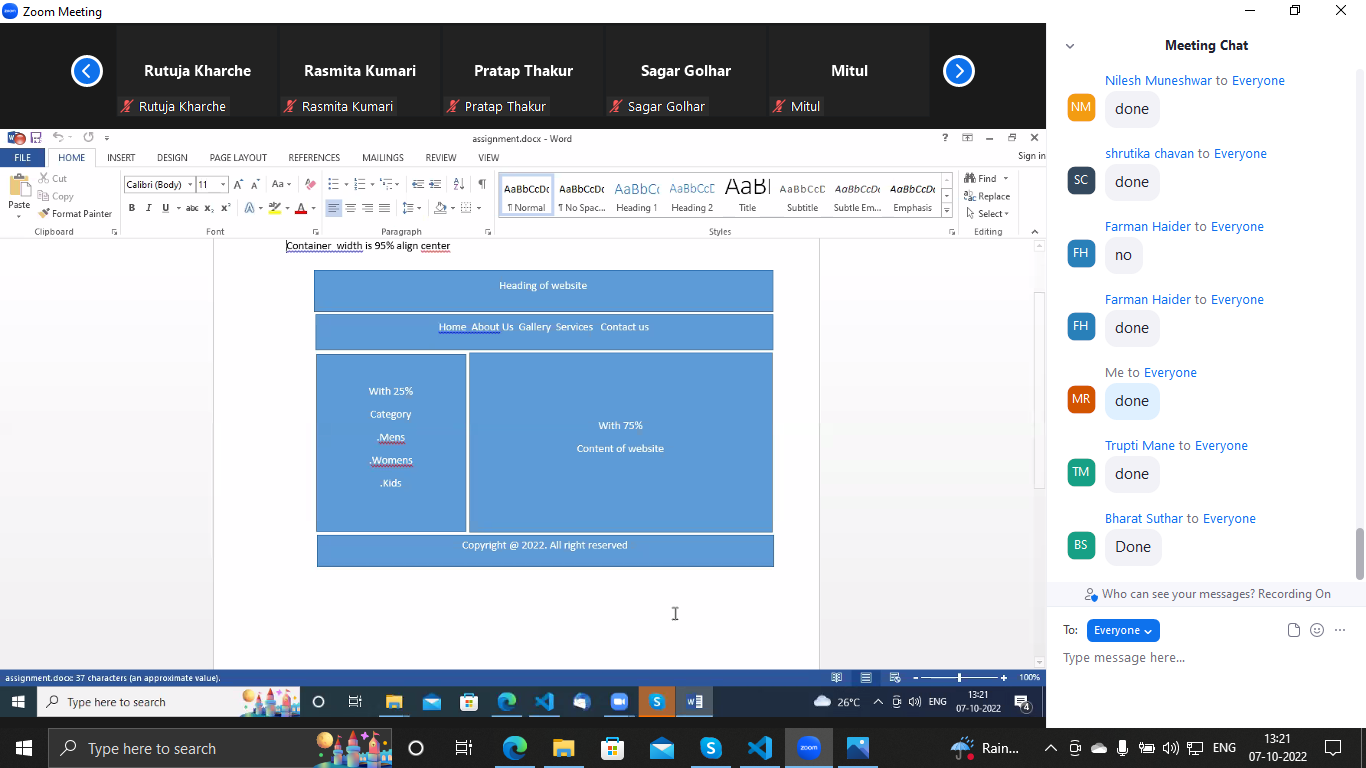 Zoom Meeting
Rutuja Kharche
Rasmita Kumari
Pratap Thakur
Sagar Golhar
Mitul
Rutuja Kharche
Rasmita Kumari
Pratap Thakur
Sagar Golhar
Mitul
assignment.docx - Word
FILE HOME INSERT DESIGN PAGE LAYOUT REFERENCES MAILINGS REVIEW VIEW Sign in
Paste
Cut
Copy
Format Painter
Clipboard
Calibri (Body) 11
Font
Paragraph
AaBbCcDc AaBbCcDc AaBbC( AaBbCcD AaBl AaBbCcD AaBbCcDt AaBbCcDt
¶ Normal ¶ No Spac... Heading 1 Heading 2 Title Subtitle Subtle Em... Emphasis
Styles
Find
Replace
Select
Editing
Container width is 95% align center
Heading of website
Home About Us Gallery Services Contact us
With 25%
Category
.Mens
.Womens
.Kids
With 75%
Content of website
Copyright @ 2022. All right reserved
assignment.docx: 37 characters (an approximate value).
100%
Type here to search
26°C
ENG
13:21
07-10-2022
4
Meeting Chat
Nilesh Muneshwar to Everyone
NM
done
shrutika chavan to Everyone
SC
done
Farman Haider to Everyone
FH
no
Farman Haider to Everyone
FH
done
Me to Everyone
MR
done
Trupti Mane to Everyone
TM
done
Bharat Suthar to Everyone
BS
Done
Who can see your messages? Recording On
To: Everyone
Type message here...
Type here to search
zoom
Rain...
ENG
13:21
07-10-2022